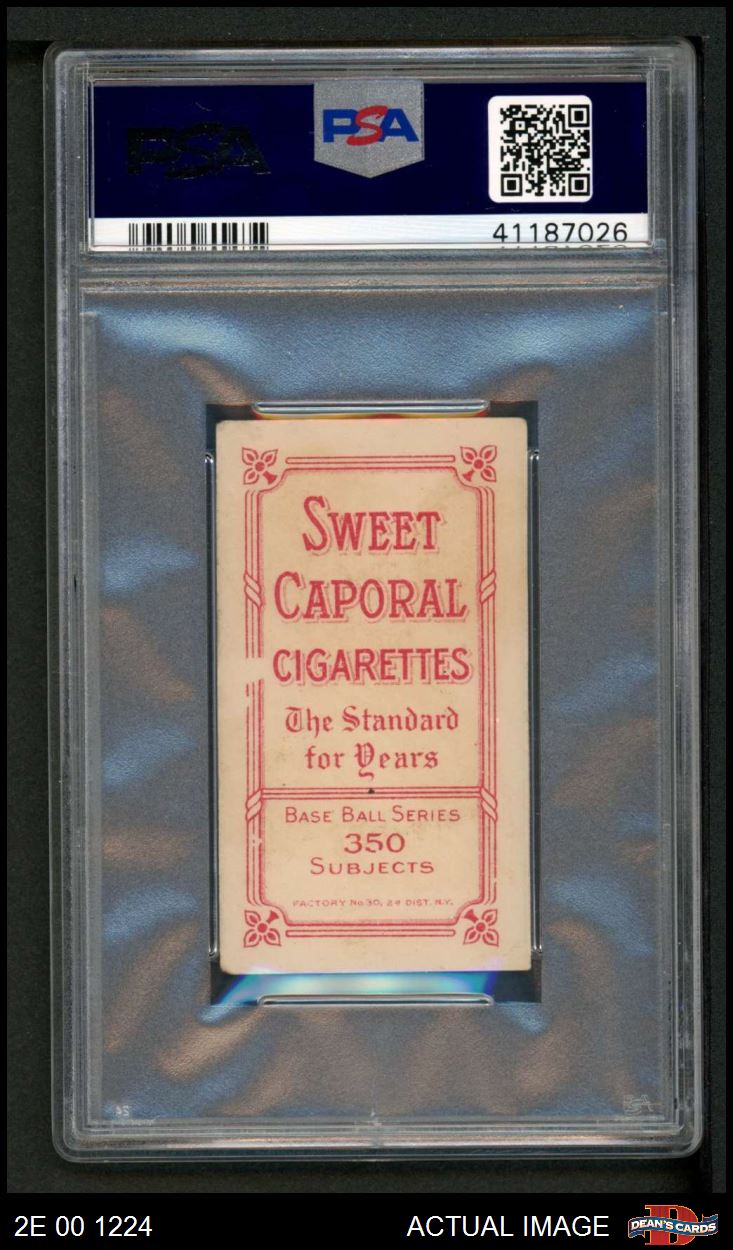 PSA
PSA
41187026
SWEET
CAPORAL
CIGARETTES
The Standard
for Years
BASE BALL SERIES
350
SUBJECTS
FACTORY No 30, 2d DIST. N.Y.
PSA
2E 00 1224
ACTUAL IMAGE
DEAN'S CARDS